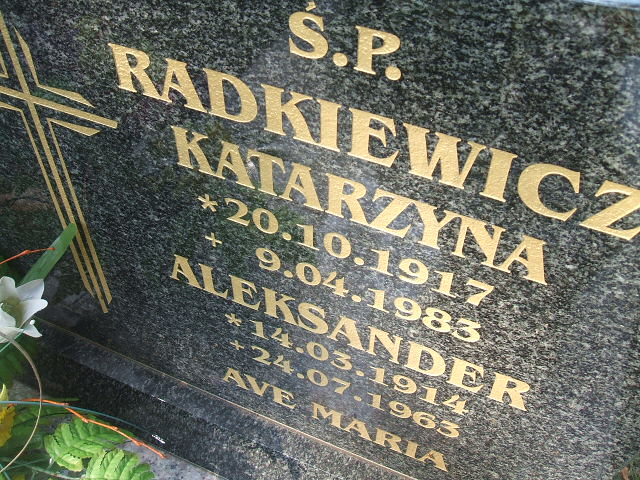 Ś.P.
RADKIEWICZ
KATARZYNA
*20.10.1917
+ 9.04.1983
ALEKSANDER
*14.03.1914
+24.07.1963
AVE MARIA